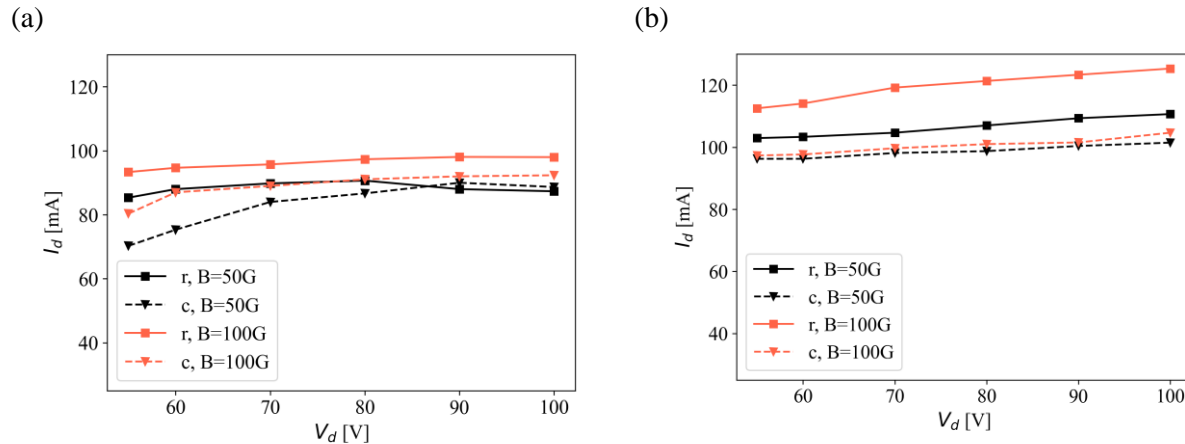 (a)
120
100
80
60
40
I_d [mA]
r, B=50G
c, B=50G
r, B=100G
c, B=100G
60 70 80 90 100
V_d [V]
(b)
120
100
80
60
40
I_d [mA]
r, B=50G
c, B=50G
r, B=100G
c, B=100G
60 70 80 90 100
V_d [V]